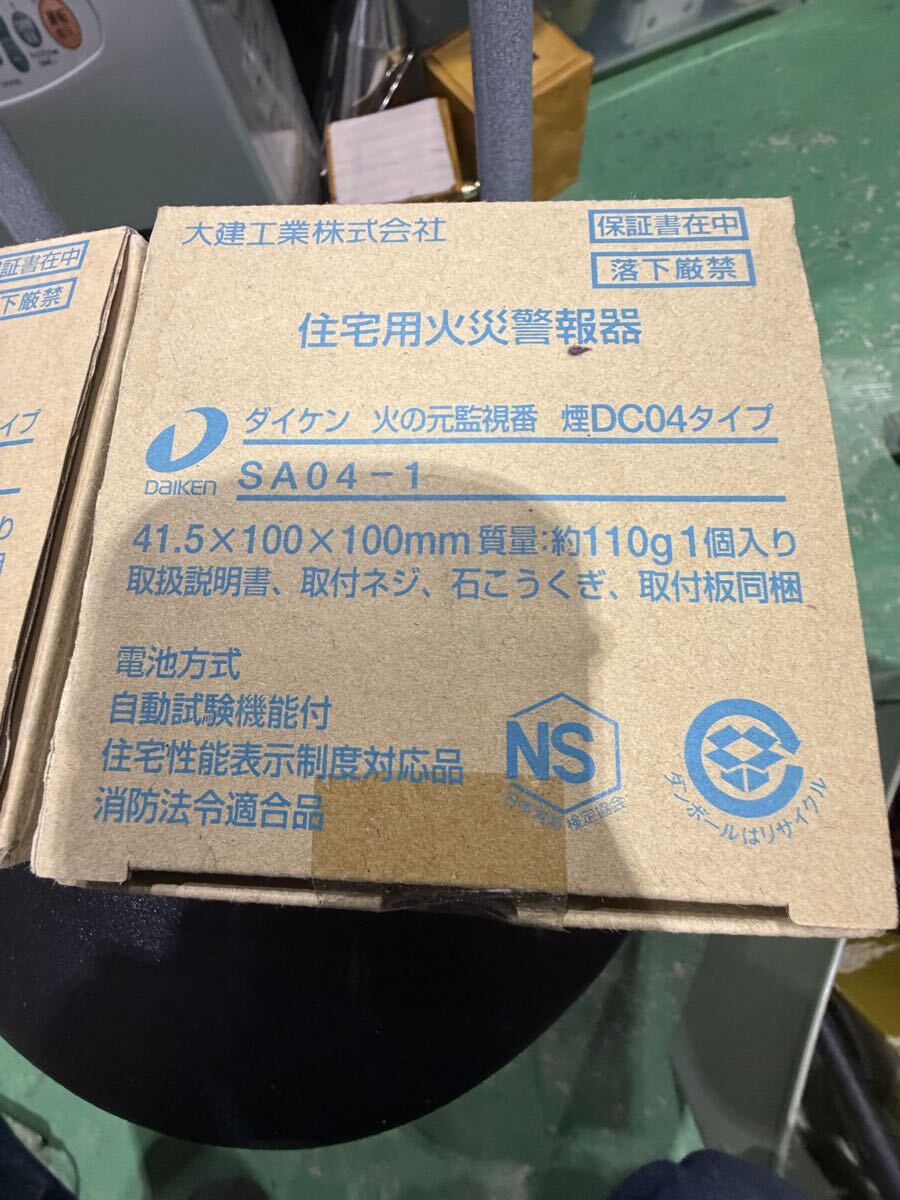 大建工業株式会社
保証書在中
落下厳禁
住宅用火災警報器
ダイケン 火の元監視番 煙DC04タイプ
DAIKEN
SA04-1
41.5×100×100mm 質量:約110g 1個入り
取扱説明書、取付ネジ、石こうくぎ、取付板同梱
電池方式
自動試験機能付
住宅性能表示制度対応品
消防法令適合品
NS
検定協会
ダンボールはリサイクル
証書在中
下厳禁
イプ